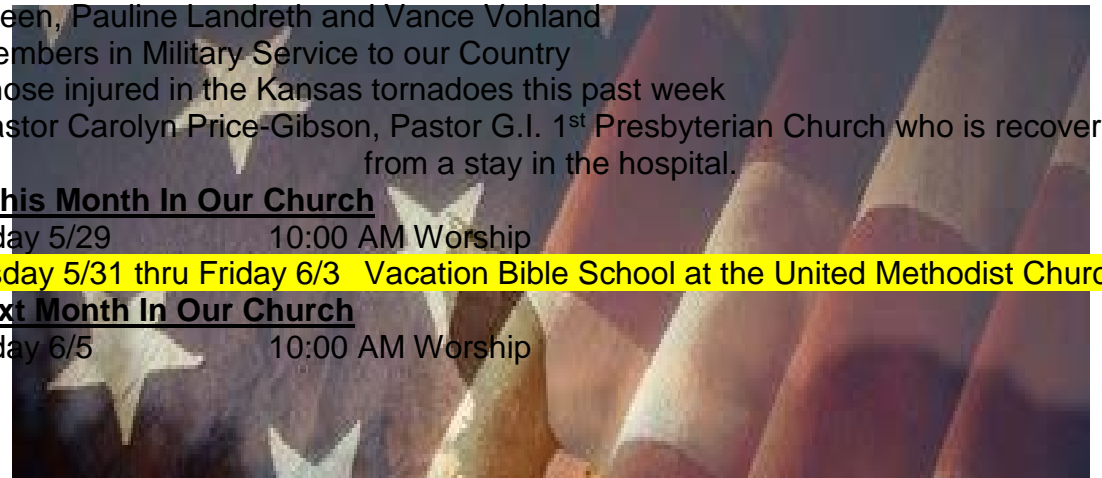 een, Pauline Landreth and Vance Vohland
embers in Military Service to our Country
ose injured in the Kansas tornadoes this past week
astor Carolyn Price-Gibson, Pastor G.I. 1st Presbyterian Church who is recover
from a stay in the hospital.
his Month In Our Church
day 5/29 10:00 AM Worship
sday 5/31 thru Friday 6/3 Vacation Bible School at the United Methodist Churc
xt Month In Our Church
day 6/5 10:00 AM Worship